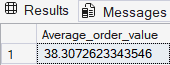 Results Messages
Average_order_value
1 38.3072623343546